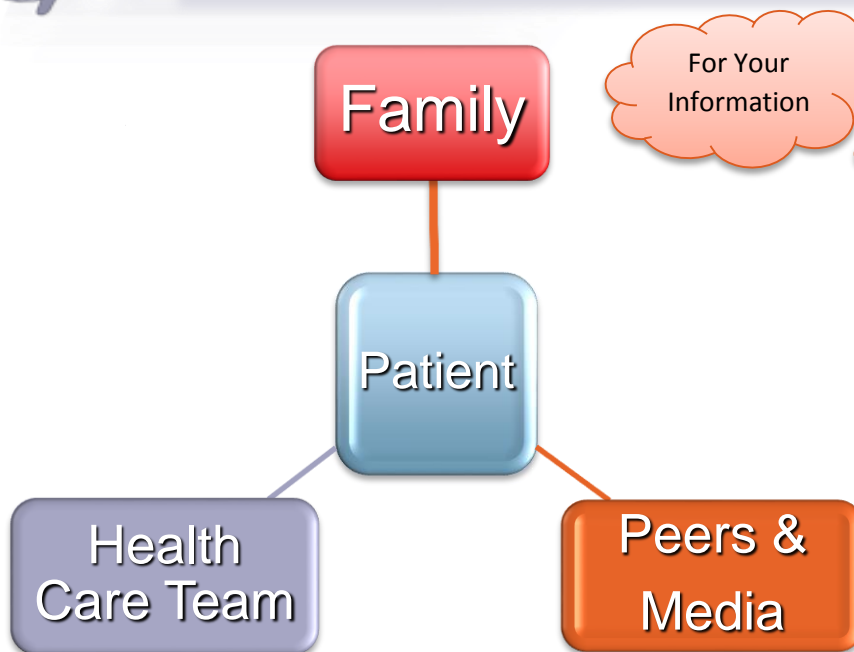 Family
For Your
Information
Patient
Health
Care Team
Peers &
Media